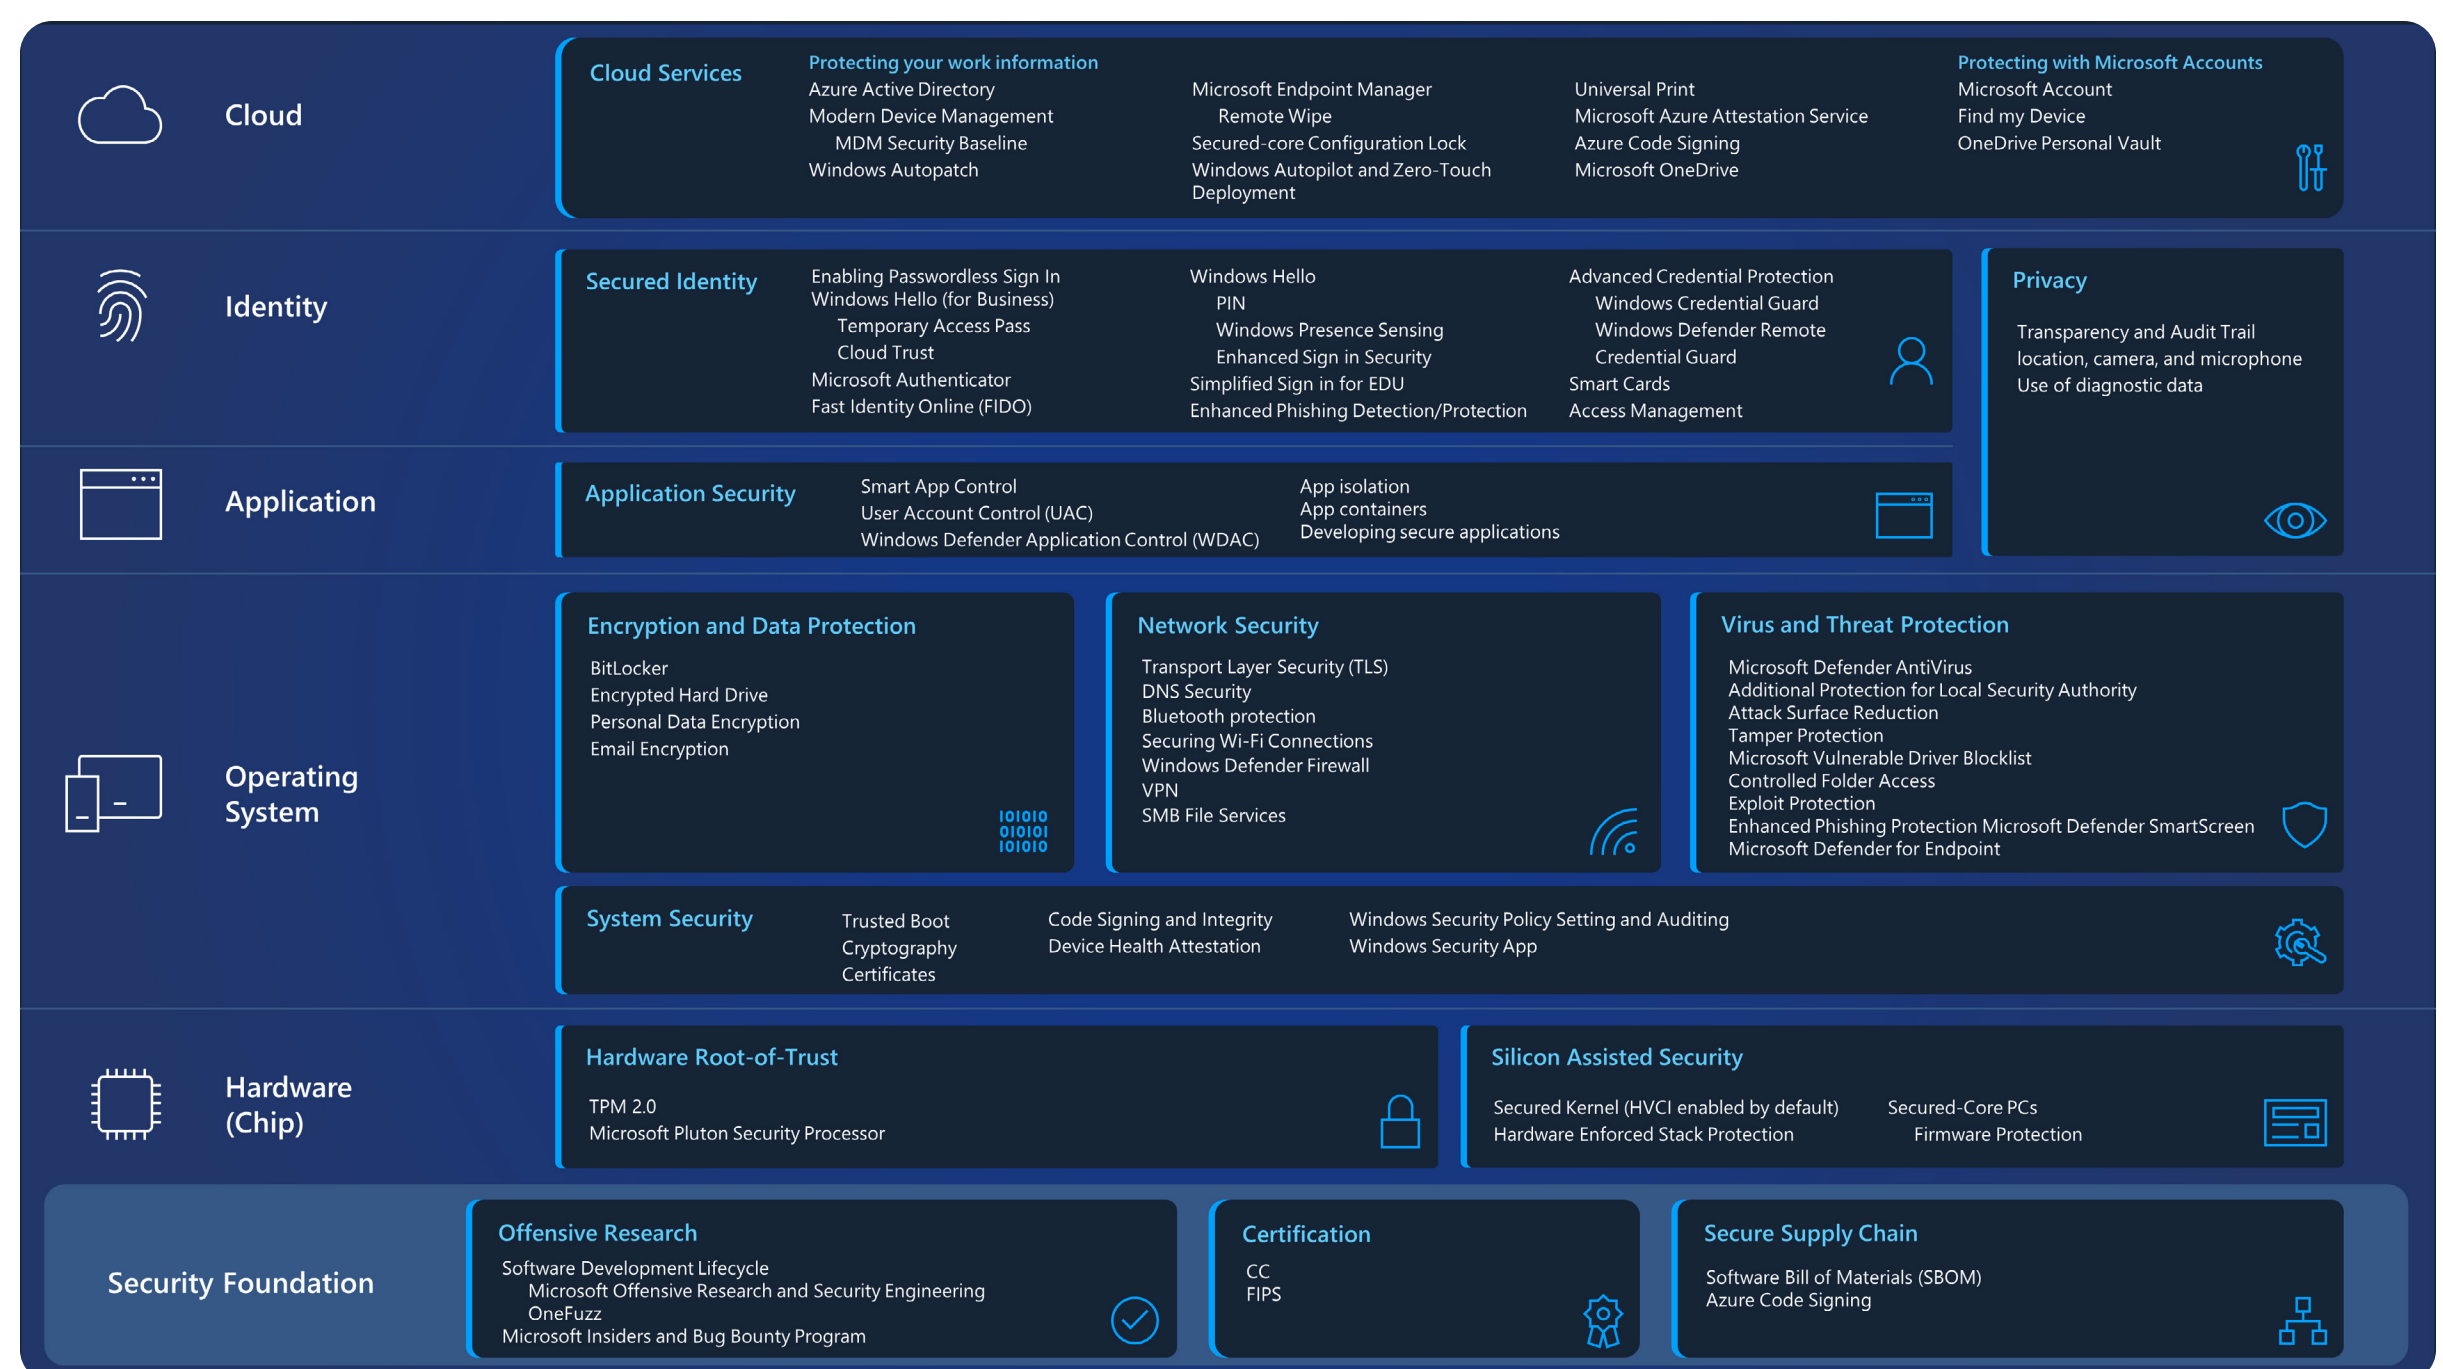 Cloud
Cloud Services
Protecting your work information
Azure Active Directory
Modern Device Management
MDM Security Baseline
Windows Autopatch
Microsoft Endpoint Manager
Remote Wipe
Secured-core Configuration Lock
Windows Autopilot and Zero-Touch
Deployment
Universal Print
Microsoft Azure Attestation Service
Azure Code Signing
Microsoft OneDrive
Protecting with Microsoft Accounts
Microsoft Account
Find my Device
OneDrive Personal Vault
Identity
Secured Identity
Enabling Passwordless Sign In
Windows Hello (for Business)
Temporary Access Pass
Cloud Trust
Microsoft Authenticator
Fast Identity Online (FIDO)
Windows Hello
PIN
Windows Presence Sensing
Enhanced Sign in Security
Simplified Sign in for EDU
Enhanced Phishing Detection/Protection
Advanced Credential Protection
Windows Credential Guard
Windows Defender Remote
Credential Guard
Smart Cards
Access Management
Privacy
Transparency and Audit Trail
location, camera, and microphone
Use of diagnostic data
Application
Application Security
Smart App Control
User Account Control (UAC)
Windows Defender Application Control (WDAC)
App isolation
App containers
Developing secure applications
Operating
System
Encryption and Data Protection
BitLocker
Encrypted Hard Drive
Personal Data Encryption
Email Encryption
101010
010101
101010
Network Security
Transport Layer Security (TLS)
DNS Security
Bluetooth protection
Securing Wi-Fi Connections
Windows Defender Firewall
VPN
SMB File Services
Virus and Threat Protection
Microsoft Defender AntiVirus
Additional Protection for Local Security Authority
Attack Surface Reduction
Tamper Protection
Microsoft Vulnerable Driver Blocklist
Controlled Folder Access
Exploit Protection
Enhanced Phishing Protection Microsoft Defender SmartScreen
Microsoft Defender for Endpoint
System Security
Trusted Boot
Cryptography
Certificates
Code Signing and Integrity
Device Health Attestation
Windows Security Policy Setting and Auditing
Windows Security App
Hardware
(Chip)
Hardware Root-of-Trust
TPM 2.0
Microsoft Pluton Security Processor
Silicon Assisted Security
Secured Kernel (HVCI enabled by default)
Hardware Enforced Stack Protection
Secured-Core PCs
Firmware Protection
Security Foundation
Offensive Research
Software Development Lifecycle
Microsoft Offensive Research and Security Engineering
OneFuzz
Microsoft Insiders and Bug Bounty Program
Certification
CC
FIPS
Secure Supply Chain
Software Bill of Materials (SBOM)
Azure Code Signing